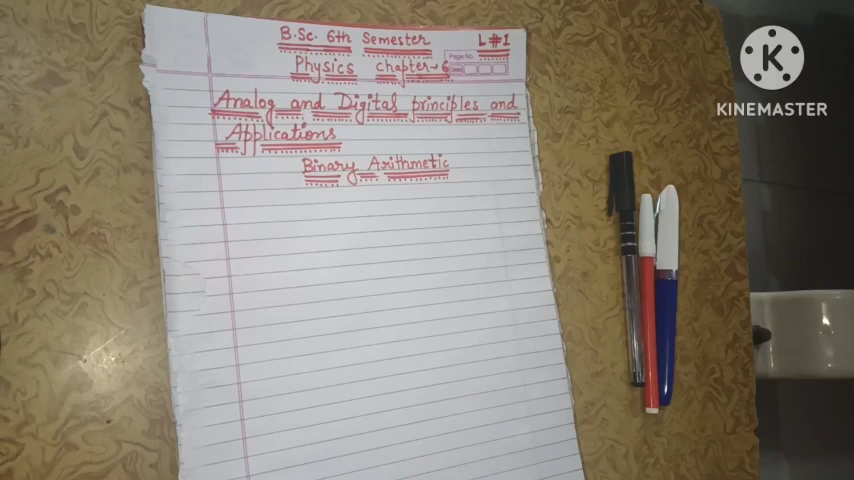 B.Sc. 6th Semester L#1
Page No.
Physics chapter→6
Analog and Digital principles and
Applications
Binary Arithmetic
K
KINEMASTER